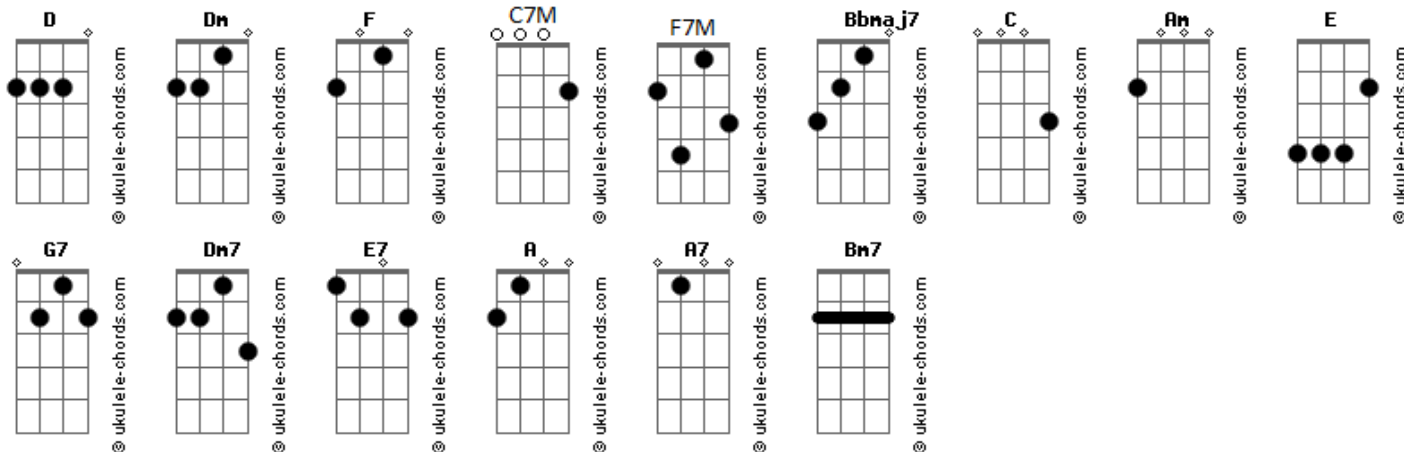 D Dm F C7M F7M Bbmaj7 C Am E
© ukulele-chords.com © ukulele-chords.com © ukulele-chords.com © ukulele-chords.com © ukulele-chords.com © ukulele-chords.com © ukulele-chords.com © ukulele-chords.com © ukulele-chords.com
G7 Dm7 E7 A A7 Bm7
© ukulele-chords.com © ukulele-chords.com © ukulele-chords.com © ukulele-chords.com © ukulele-chords.com © ukulele-chords.com